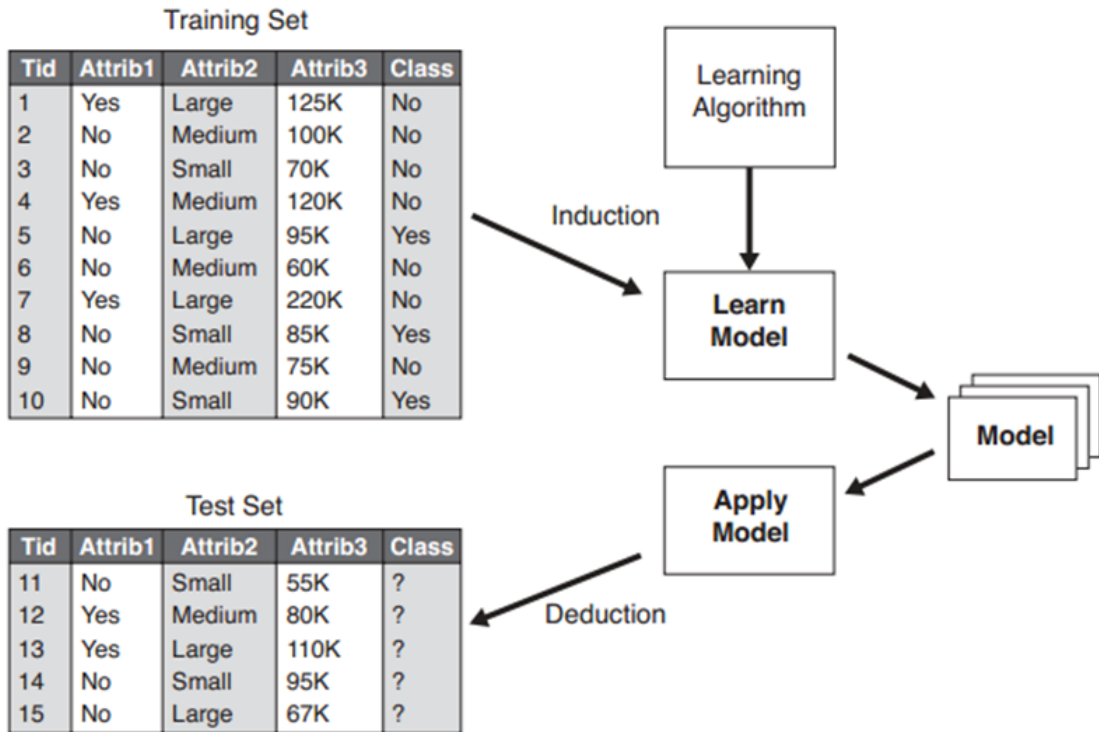 Training Set
Tid Attrib1 Attrib2 Attrib3 Class
1 Yes Large 125K No
2 No Medium 100K No
3 No Small 70K No
4 Yes Medium 120K No
5 No Large 95K Yes
6 No Medium 60K No
7 Yes Large 220K No
8 No Small 85K Yes
9 No Medium 75K No
10 No Small 90K Yes
Learning
Algorithm
Induction
Learn
Model
Model
Apply
Model
Deduction
Test Set
Tid Attrib1 Attrib2 Attrib3 Class
11 No Small 55K ?
12 Yes Medium 80K ?
13 Yes Large 110K ?
14 No Small 95K ?
15 No Large 67K ?